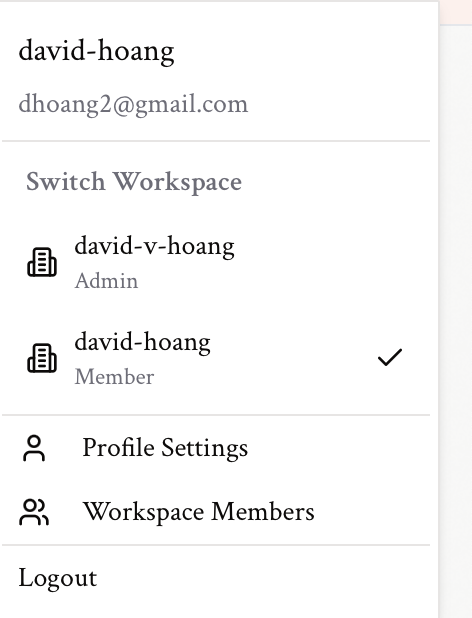 david-hoang
dhoang2@gmail.com
Switch Workspace
david-v-hoang
Admin
david-hoang
Member
Profile Settings
Workspace Members
Logout